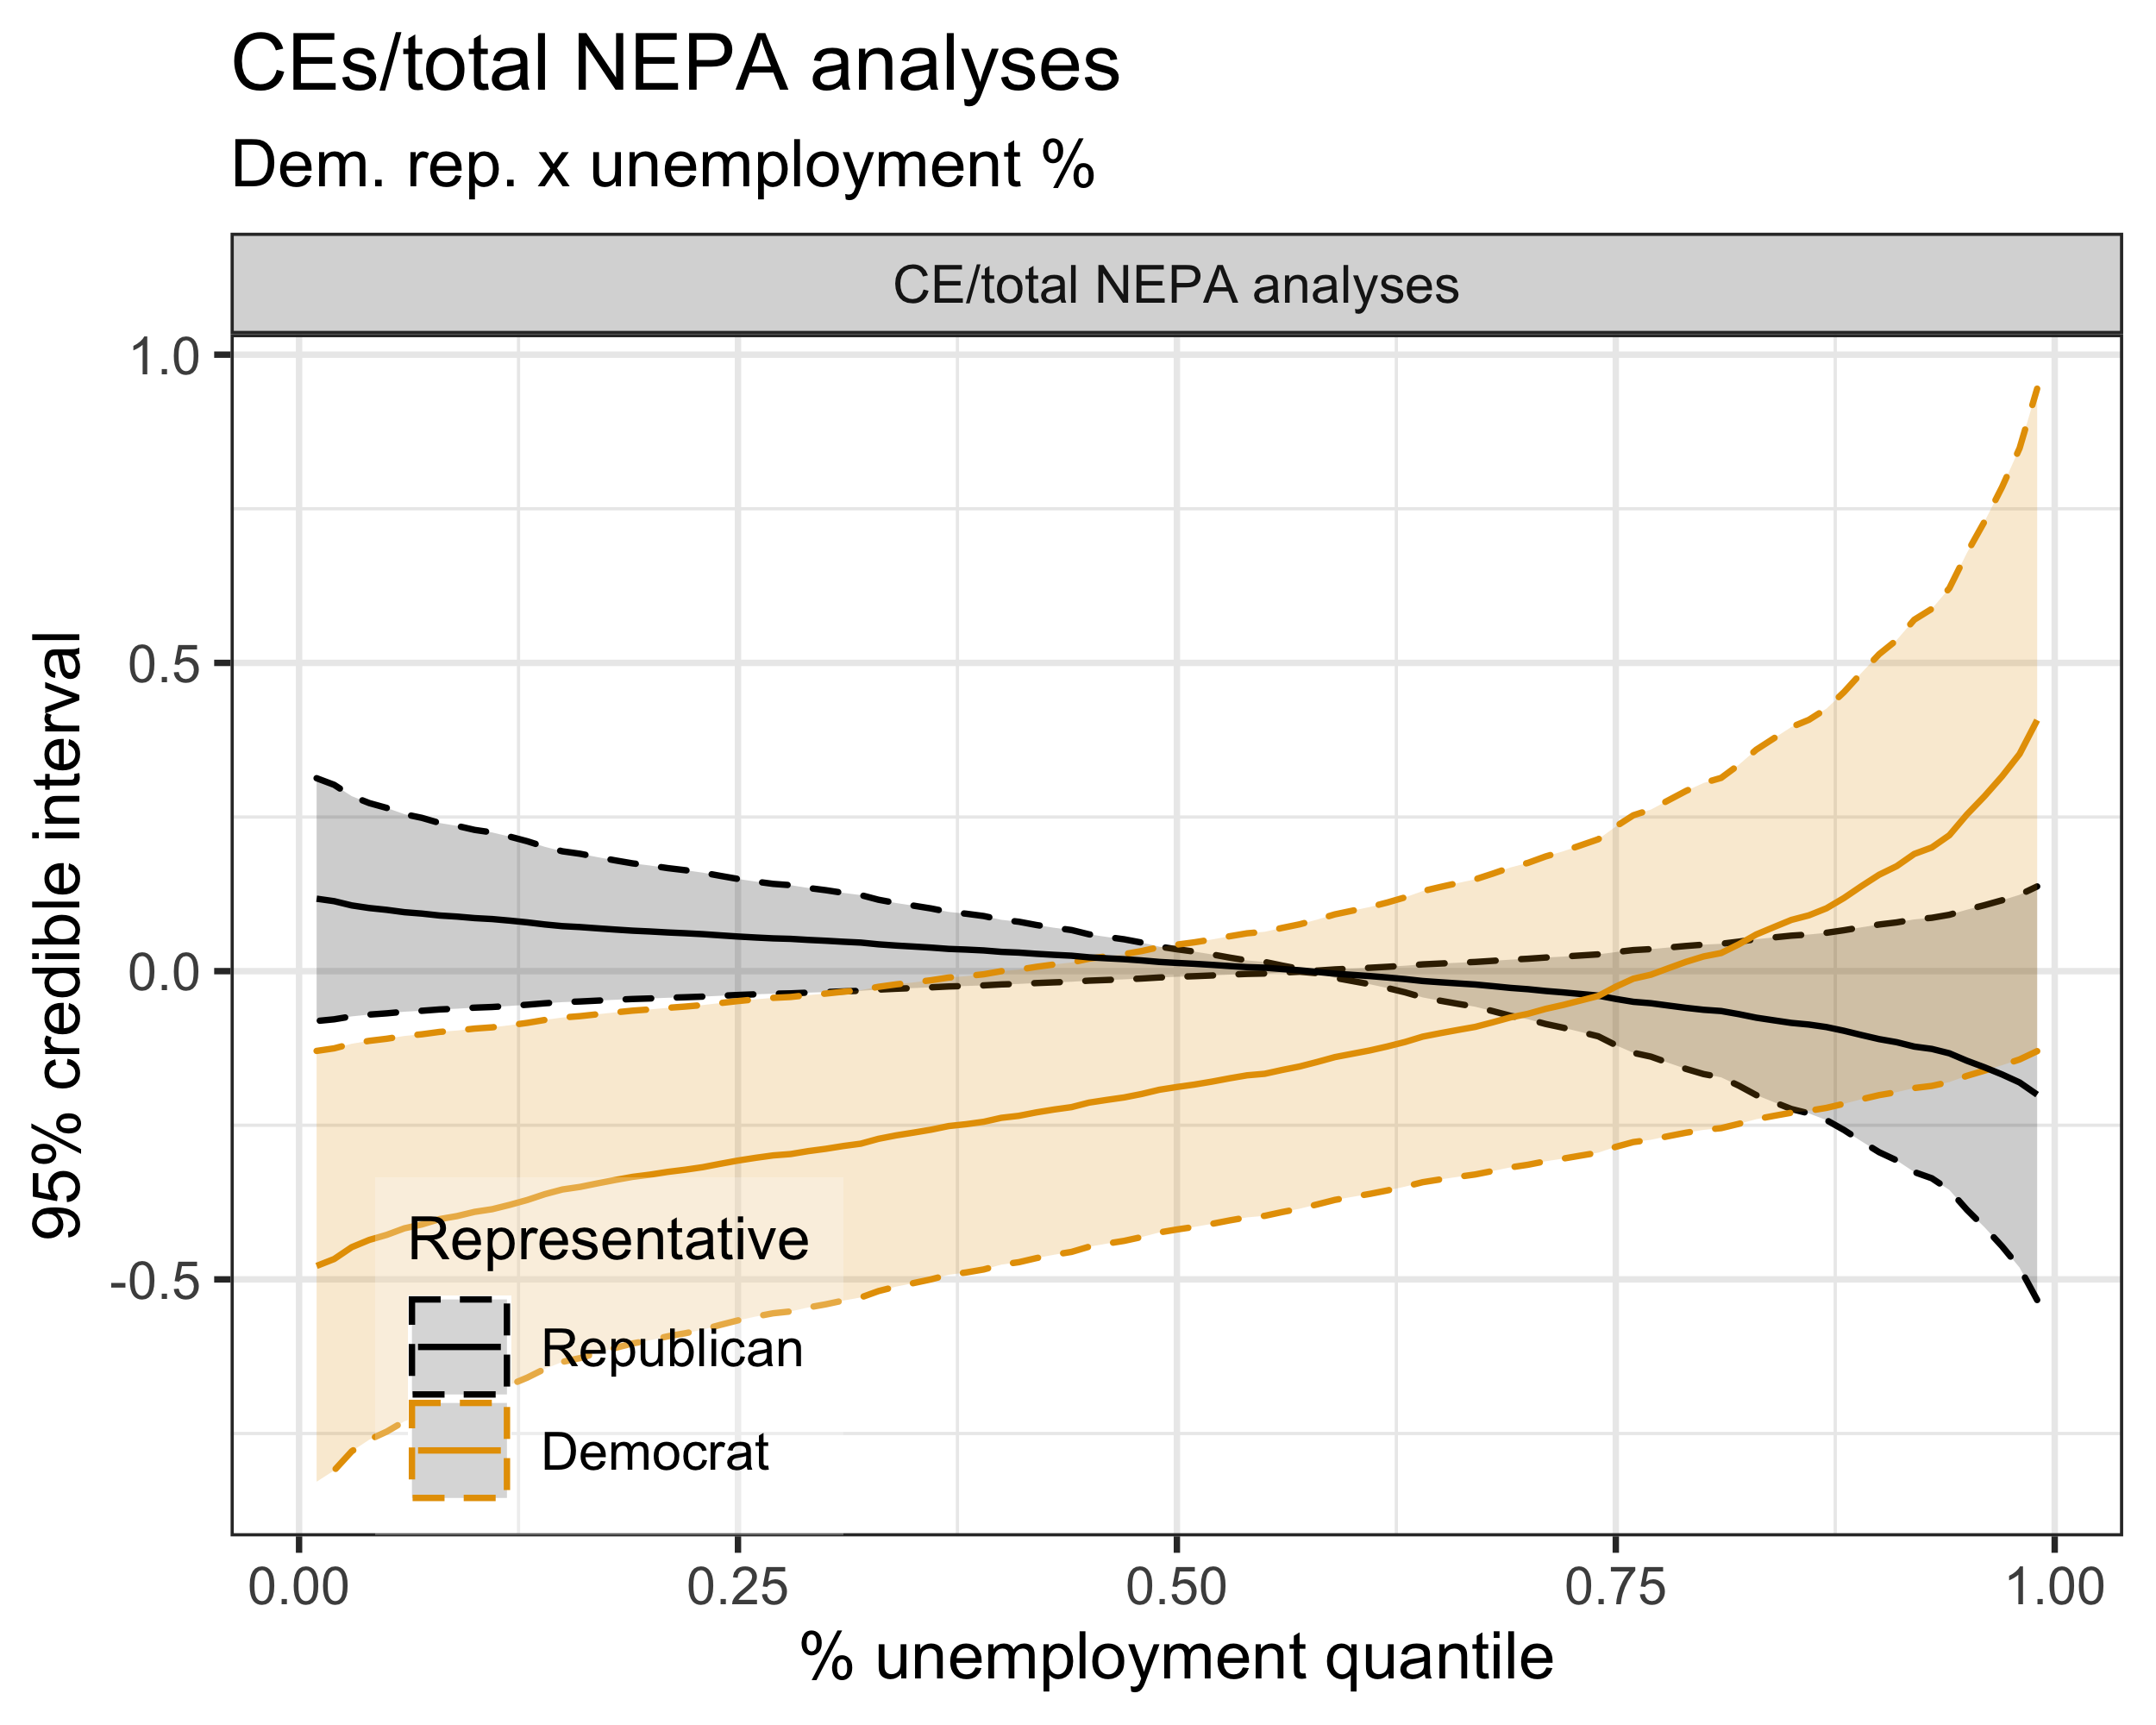 CEs/total NEPA analyses
Dem. rep. x unemployment %
CE/total NEPA analyses
1.0
0.5
0.0
-0.5
95% credible interval
Representative
Republican
Democrat
0.00 0.25 0.50 0.75 1.00
% unemployment quantile